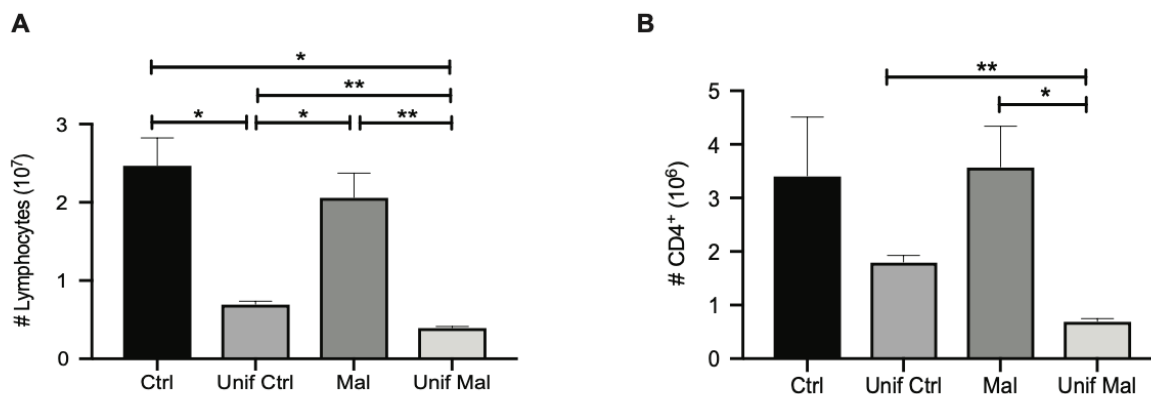 A
# Lymphocytes (10⁷)
3
2
1
0
*
**
* * **
Ctrl Unif Ctrl Mal Unif Mal
B
# CD4⁺ (10⁶)
5
4
3
2
1
0
**
*
Ctrl Unif Ctrl Mal Unif Mal